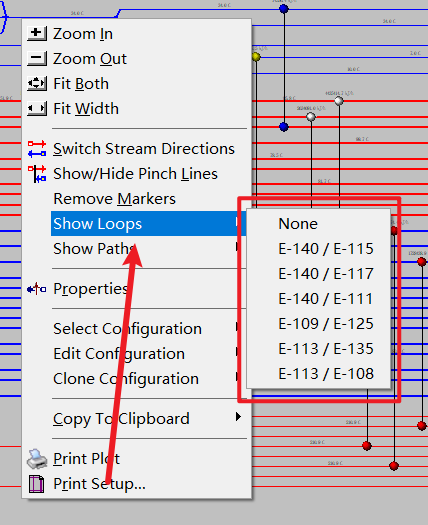 Zoom In
Zoom Out
Fit Both
Fit Width
Switch Stream Directions
Show/Hide Pinch Lines
Remove Markers
Show Loops
Show Paths
Properties
Select Configuration
Edit Configuration
Clone Configuration
Copy To Clipboard
Print Plot
Print Setup...
None
E-140 / E-115
E-140 / E-117
E-140 / E-111
E-109 / E-125
E-113 / E-135
E-113 / E-108